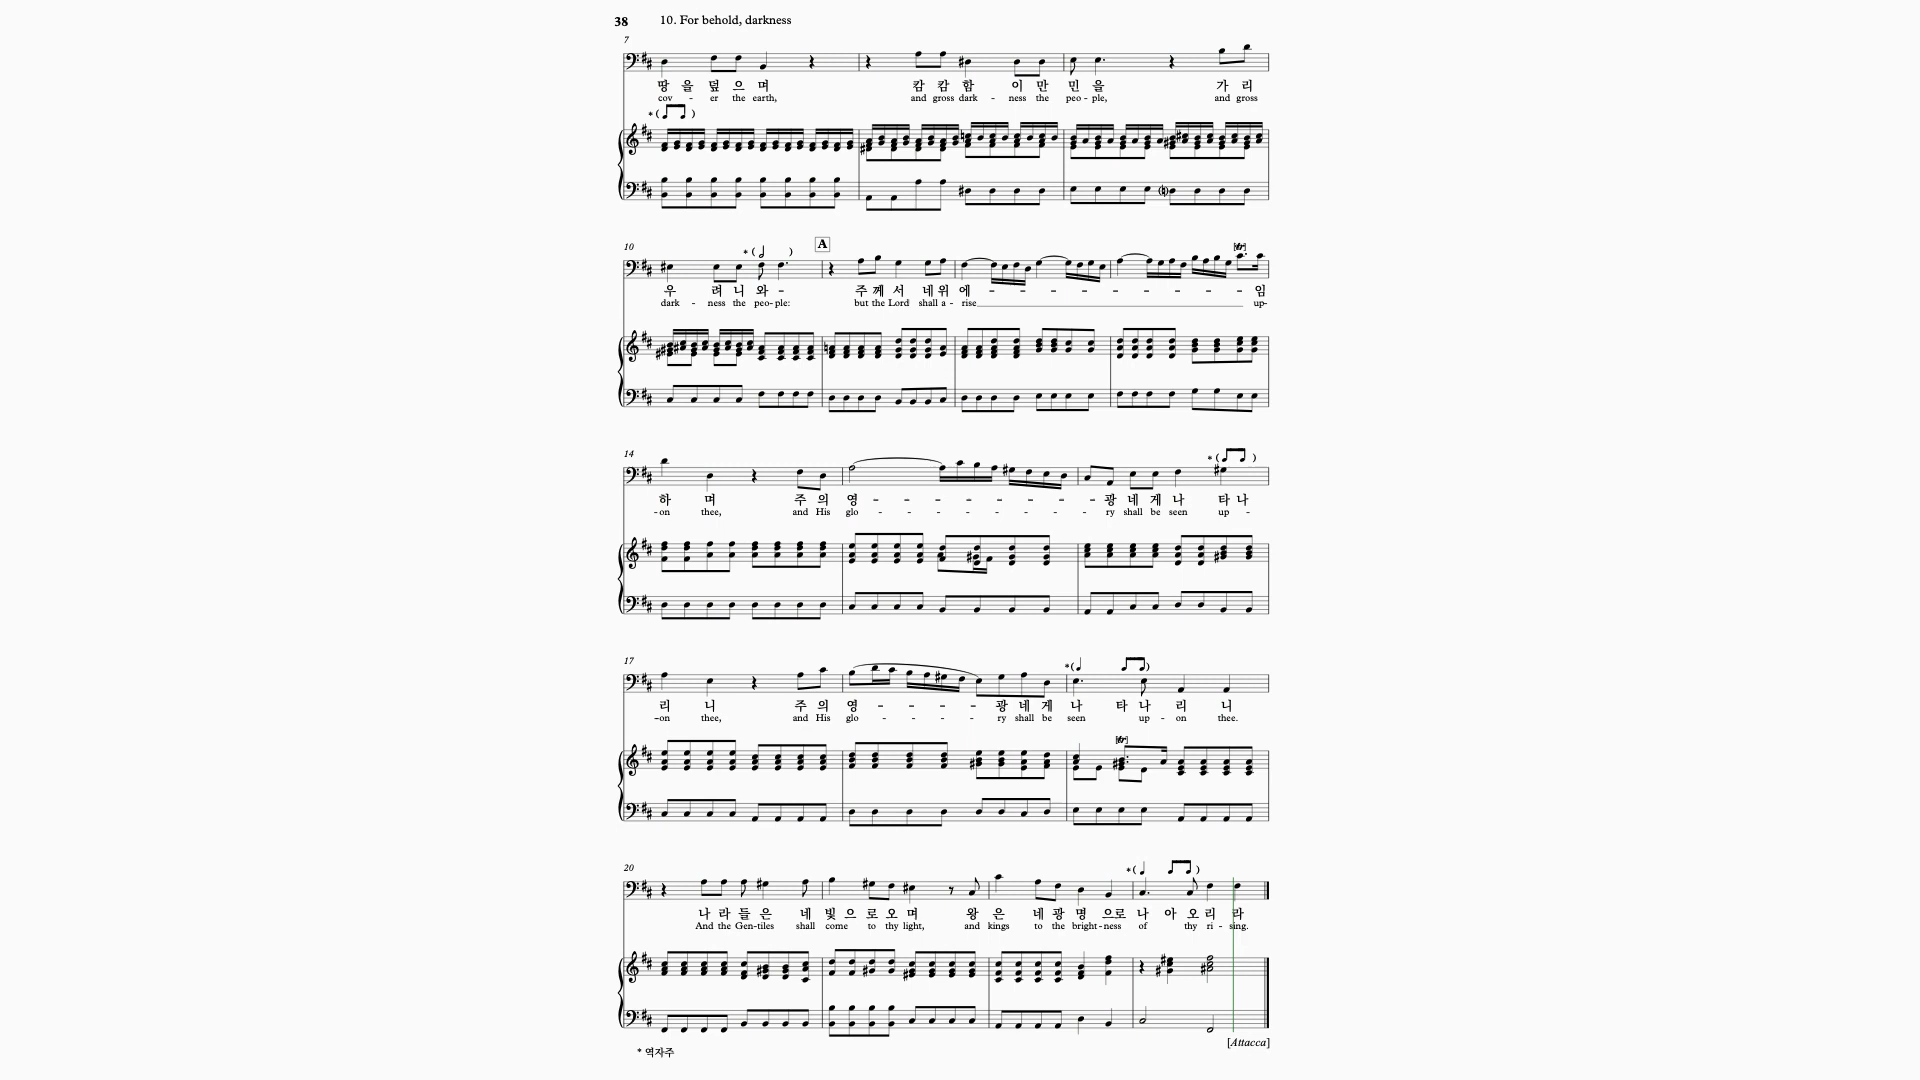 38 10. For behold, darkness
7
땅 을 덮 으 며 캄 캄 함 이 만 민 을 가 리
cov - er the earth, and gross dark - ness the peo - ple, and gross
*( )
10
*( ) A [tr]
우 려 니 와 - 주 께 서 네 위 에 - - - - - - - - - - - - - 임
dark - ness the peo - ple: but the Lord shall a - rise up-
14
*( )
하 며 주 의 영 - - - - - - - - - 광 네 게 나 타 나
-on thee, and His glo - - - - - - - - - ry shall be seen up -
17
*( )
리 니 주 의 영 - - - - - 광 네 게 나 타 나 리 니
-on thee, and His glo - - - - - ry shall be seen up - on thee.
[tr]
20
*( )
나 라 들 은 네 빛 으 로 오 며 왕 은 네 광 명 으로 나 아 오 리 라
And the Gen-tiles shall come to thy light, and kings to the bright-ness of thy ri - sing.
[Attacca]
* 역자주